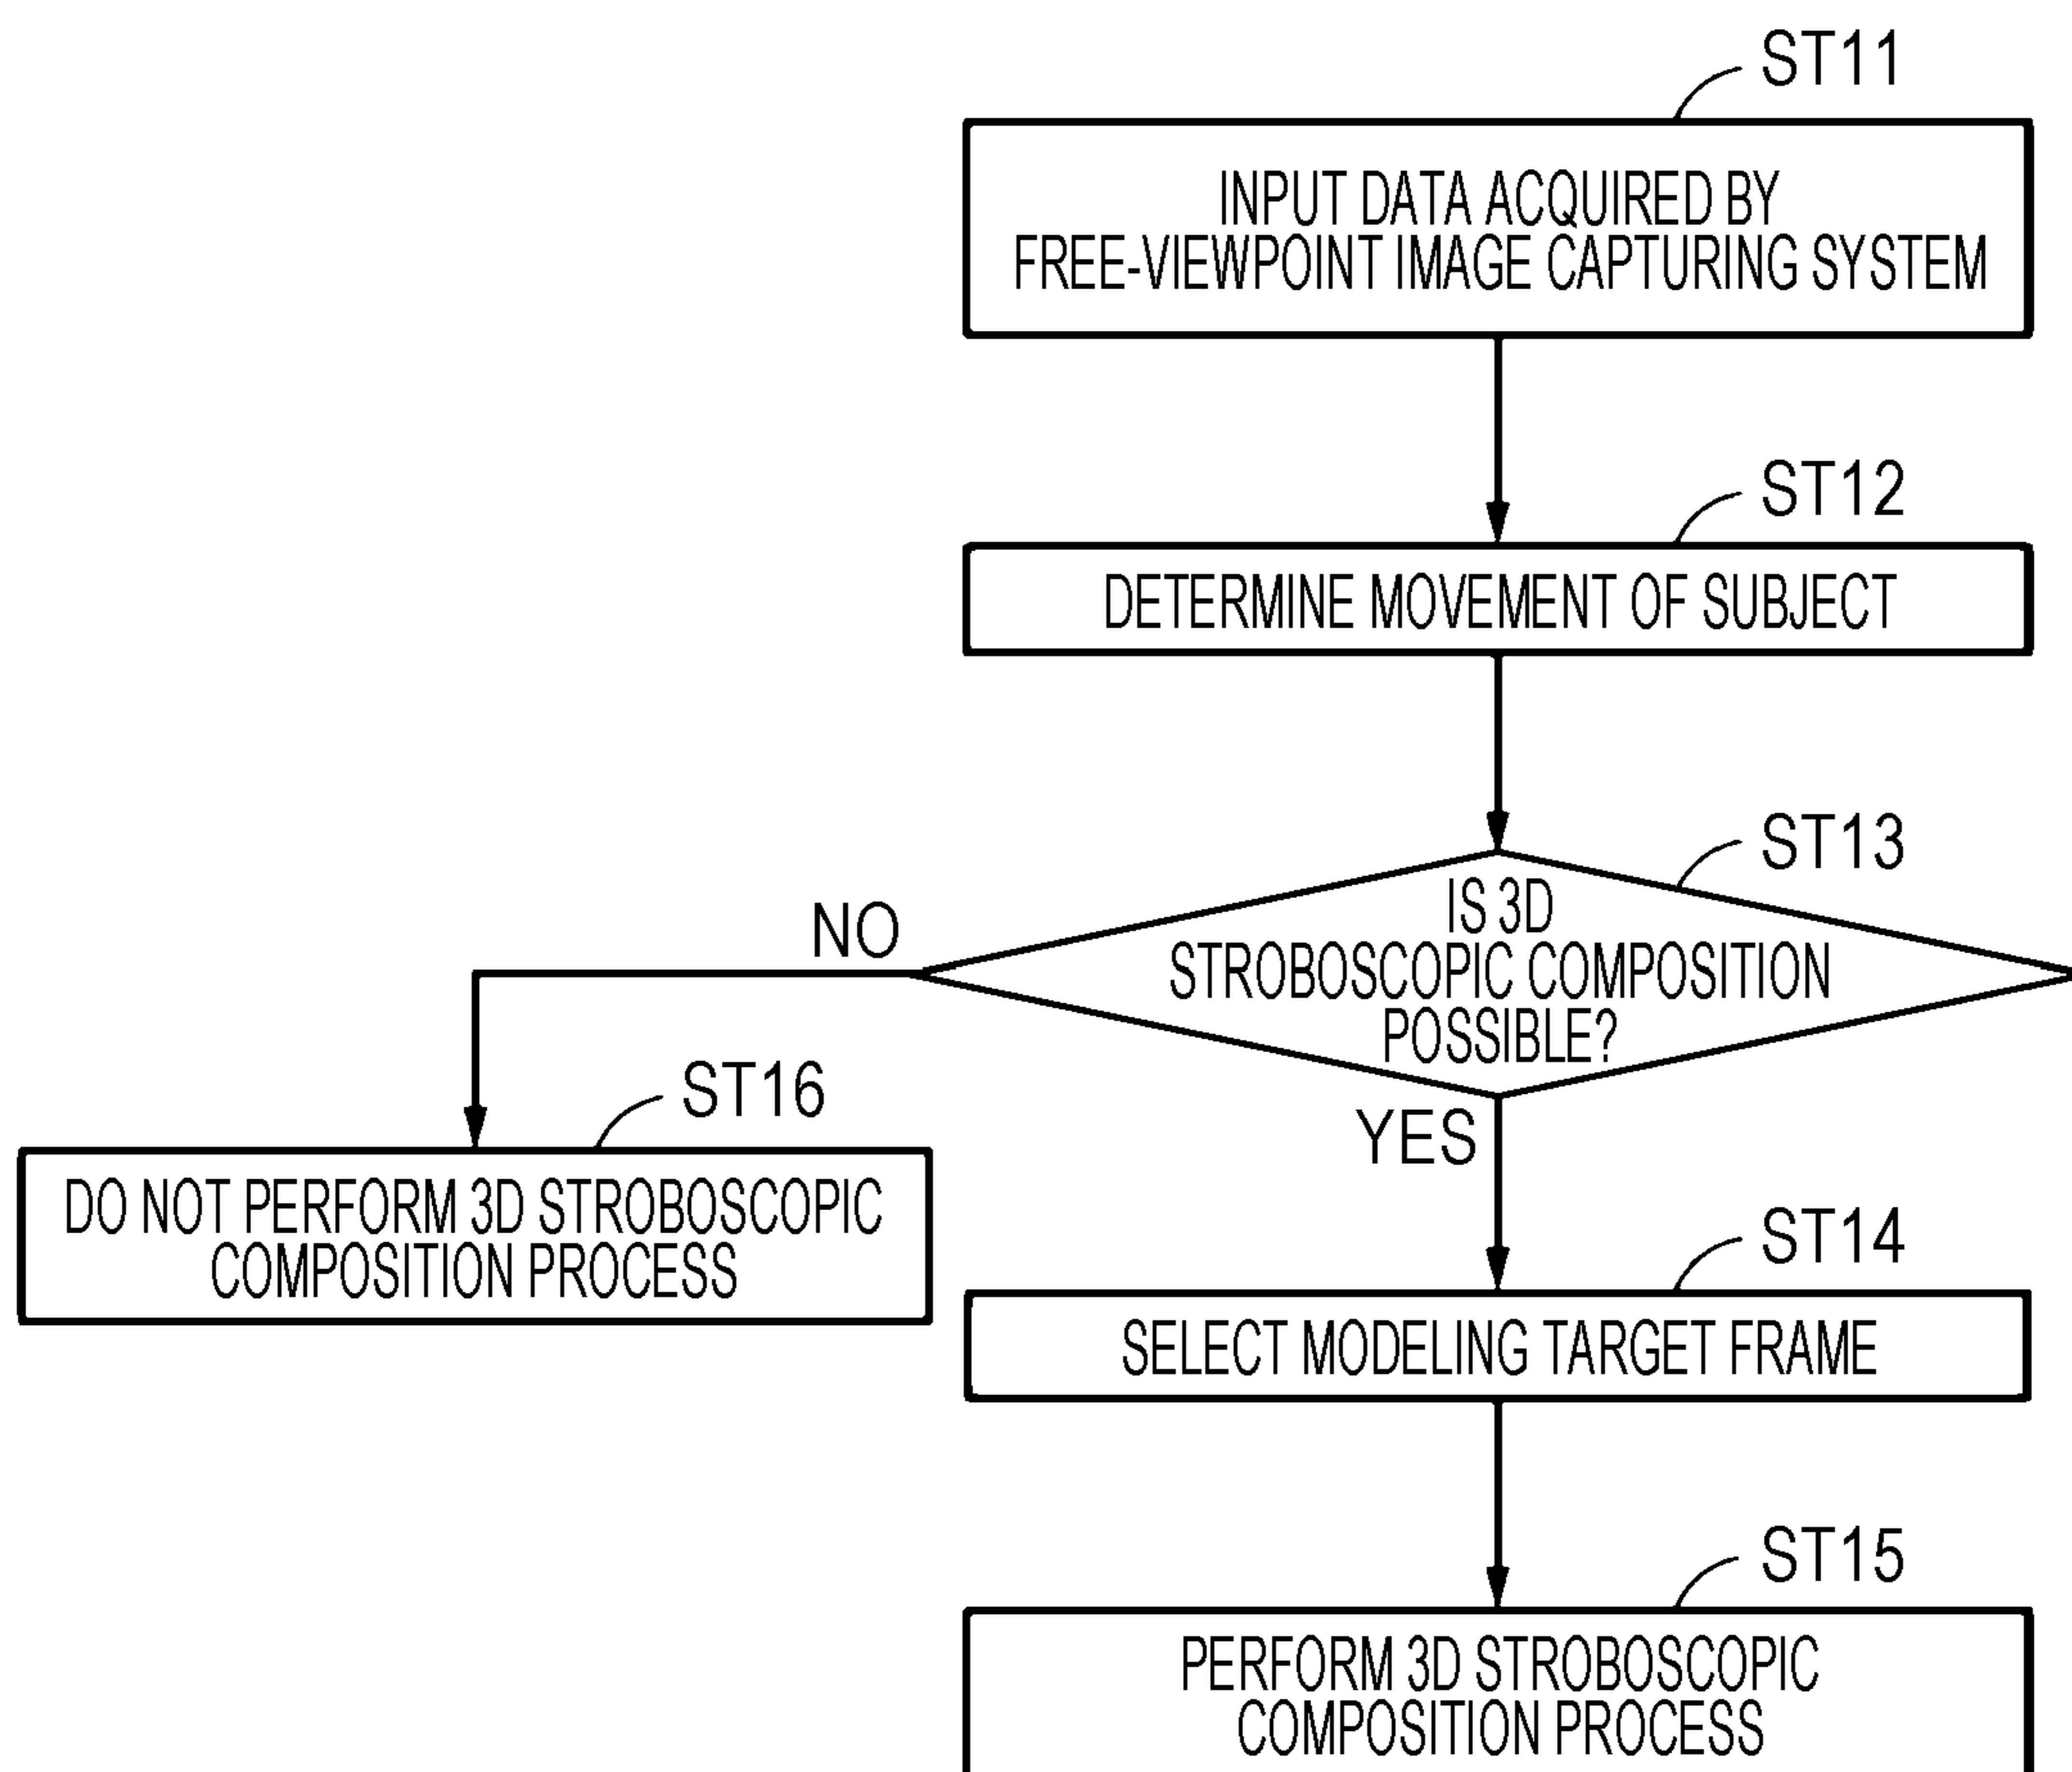 ST11
INPUT DATA ACQUIRED BY
FREE-VIEWPOINT IMAGE CAPTURING SYSTEM
ST12
DETERMINE MOVEMENT OF SUBJECT
ST13
IS 3D
STROBOSCOPIC COMPOSITION
POSSIBLE?
NO
ST16
DO NOT PERFORM 3D STROBOSCOPIC
COMPOSITION PROCESS
YES
ST14
SELECT MODELING TARGET FRAME
ST15
PERFORM 3D STROBOSCOPIC
COMPOSITION PROCESS